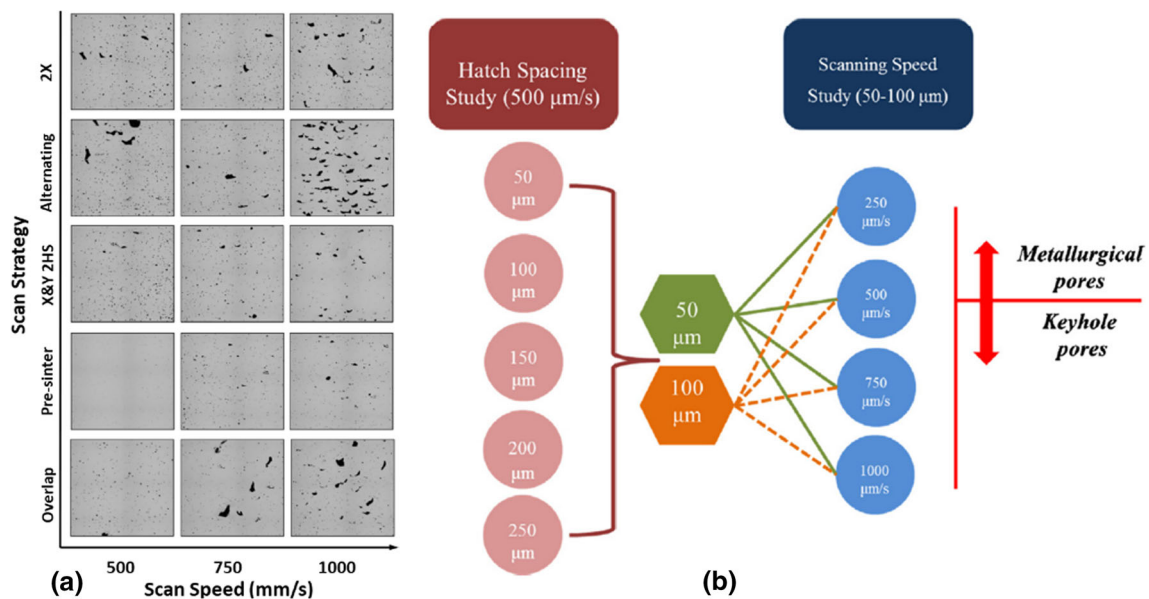 Scan Strategy
2X
Alternating
X&Y 2HS
Pre-sinter
Overlap
500
750
1000
Scan Speed (mm/s)
(a)
Hatch Spacing
Study (500 μm/s)
50
μm
100
μm
150
μm
200
μm
250
μm
50
μm
100
μm
Scanning Speed
Study (50-100 μm)
250
μm/s
500
μm/s
750
μm/s
1000
μm/s
Metallurgical
pores
Keyhole
pores
(b)